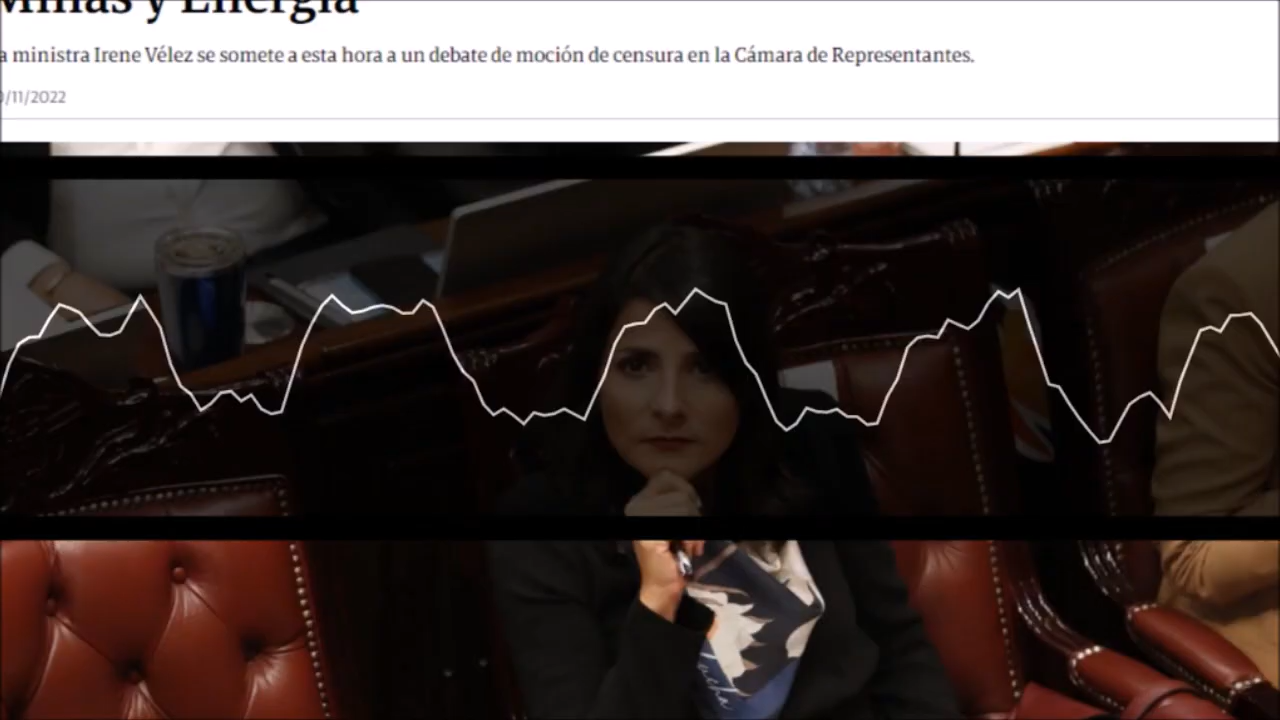 Minas y Energía
a ministra Irene Vélez se somete a esta hora a un debate de moción de censura en la Cámara de Representantes.
/11/2022